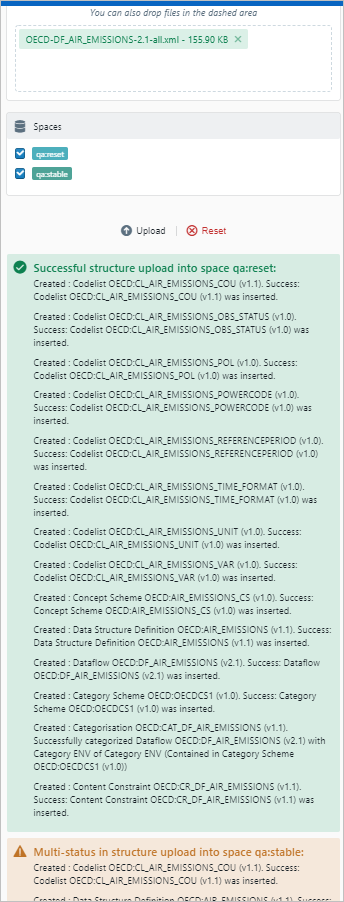 You can also drop files in the dashed area
OECD-DF_AIR_EMISSIONS-2.1-all.xml - 155.90 KB ×
Spaces
qa:reset
qa:stable
Upload | Reset
Successful structure upload into space qa:reset:
Created : Codelist OECD:CL_AIR_EMISSIONS_COU (v1.1). Success:
Codelist OECD:CL_AIR_EMISSIONS_COU (v1.1) was inserted.
Created : Codelist OECD:CL_AIR_EMISSIONS_OBS_STATUS (v1.0).
Success: Codelist OECD:CL_AIR_EMISSIONS_OBS_STATUS (v1.0) was
inserted.
Created : Codelist OECD:CL_AIR_EMISSIONS_POL (v1.0). Success:
Codelist OECD:CL_AIR_EMISSIONS_POL (v1.0) was inserted.
Created : Codelist OECD:CL_AIR_EMISSIONS_POWERCODE (v1.0).
Success: Codelist OECD:CL_AIR_EMISSIONS_POWERCODE (v1.0) was
inserted.
Created : Codelist OECD:CL_AIR_EMISSIONS_REFERENCEPERIOD (v1.0).
Success: Codelist OECD:CL_AIR_EMISSIONS_REFERENCEPERIOD (v1.0)
was inserted.
Created : Codelist OECD:CL_AIR_EMISSIONS_TIME_FORMAT (v1.0).
Success: Codelist OECD:CL_AIR_EMISSIONS_TIME_FORMAT (v1.0) was
inserted.
Created : Codelist OECD:CL_AIR_EMISSIONS_UNIT (v1.0). Success:
Codelist OECD:CL_AIR_EMISSIONS_UNIT (v1.0) was inserted.
Created : Codelist OECD:CL_AIR_EMISSIONS_VAR (v1.0). Success:
Codelist OECD:CL_AIR_EMISSIONS_VAR (v1.0) was inserted.
Created : Concept Scheme OECD:AIR_EMISSIONS_CS (v1.0). Success:
Concept Scheme OECD:AIR_EMISSIONS_CS (v1.0) was inserted.
Created : Data Structure Definition OECD:AIR_EMISSIONS (v1.1). Success:
Data Structure Definition OECD:AIR_EMISSIONS (v1.1) was inserted.
Created : Dataflow OECD:DF_AIR_EMISSIONS (v2.1). Success: Dataflow
OECD:DF_AIR_EMISSIONS (v2.1) was inserted.
Created : Category Scheme OECD:OECDCS1 (v1.0). Success: Category
Scheme OECD:OECDCS1 (v1.0) was inserted.
Created : Categorisation OECD:CAT_DF_AIR_EMISSIONS (v1.1).
Successfully categorized Dataflow OECD:DF_AIR_EMISSIONS (v2.1) with
Category ENV of Category ENV (Contained in Category Scheme
OECD:OECDCS1 (v1.0))
Created : Content Constraint OECD:CR_DF_AIR_EMISSIONS (v1.1).
Success: Content Constraint OECD:CR_DF_AIR_EMISSIONS (v1.1) was
inserted.
Multi-status in structure upload into space qa:stable:
Created : Codelist OECD:CL_AIR_EMISSIONS_COU (v1.1). Success:
Codelist OECD:CL_AIR_EMISSIONS_COU (v1.1) was inserted.
Created : Data Structure Definition OECD:AIR_EMISSIONS (v1.1). Success: